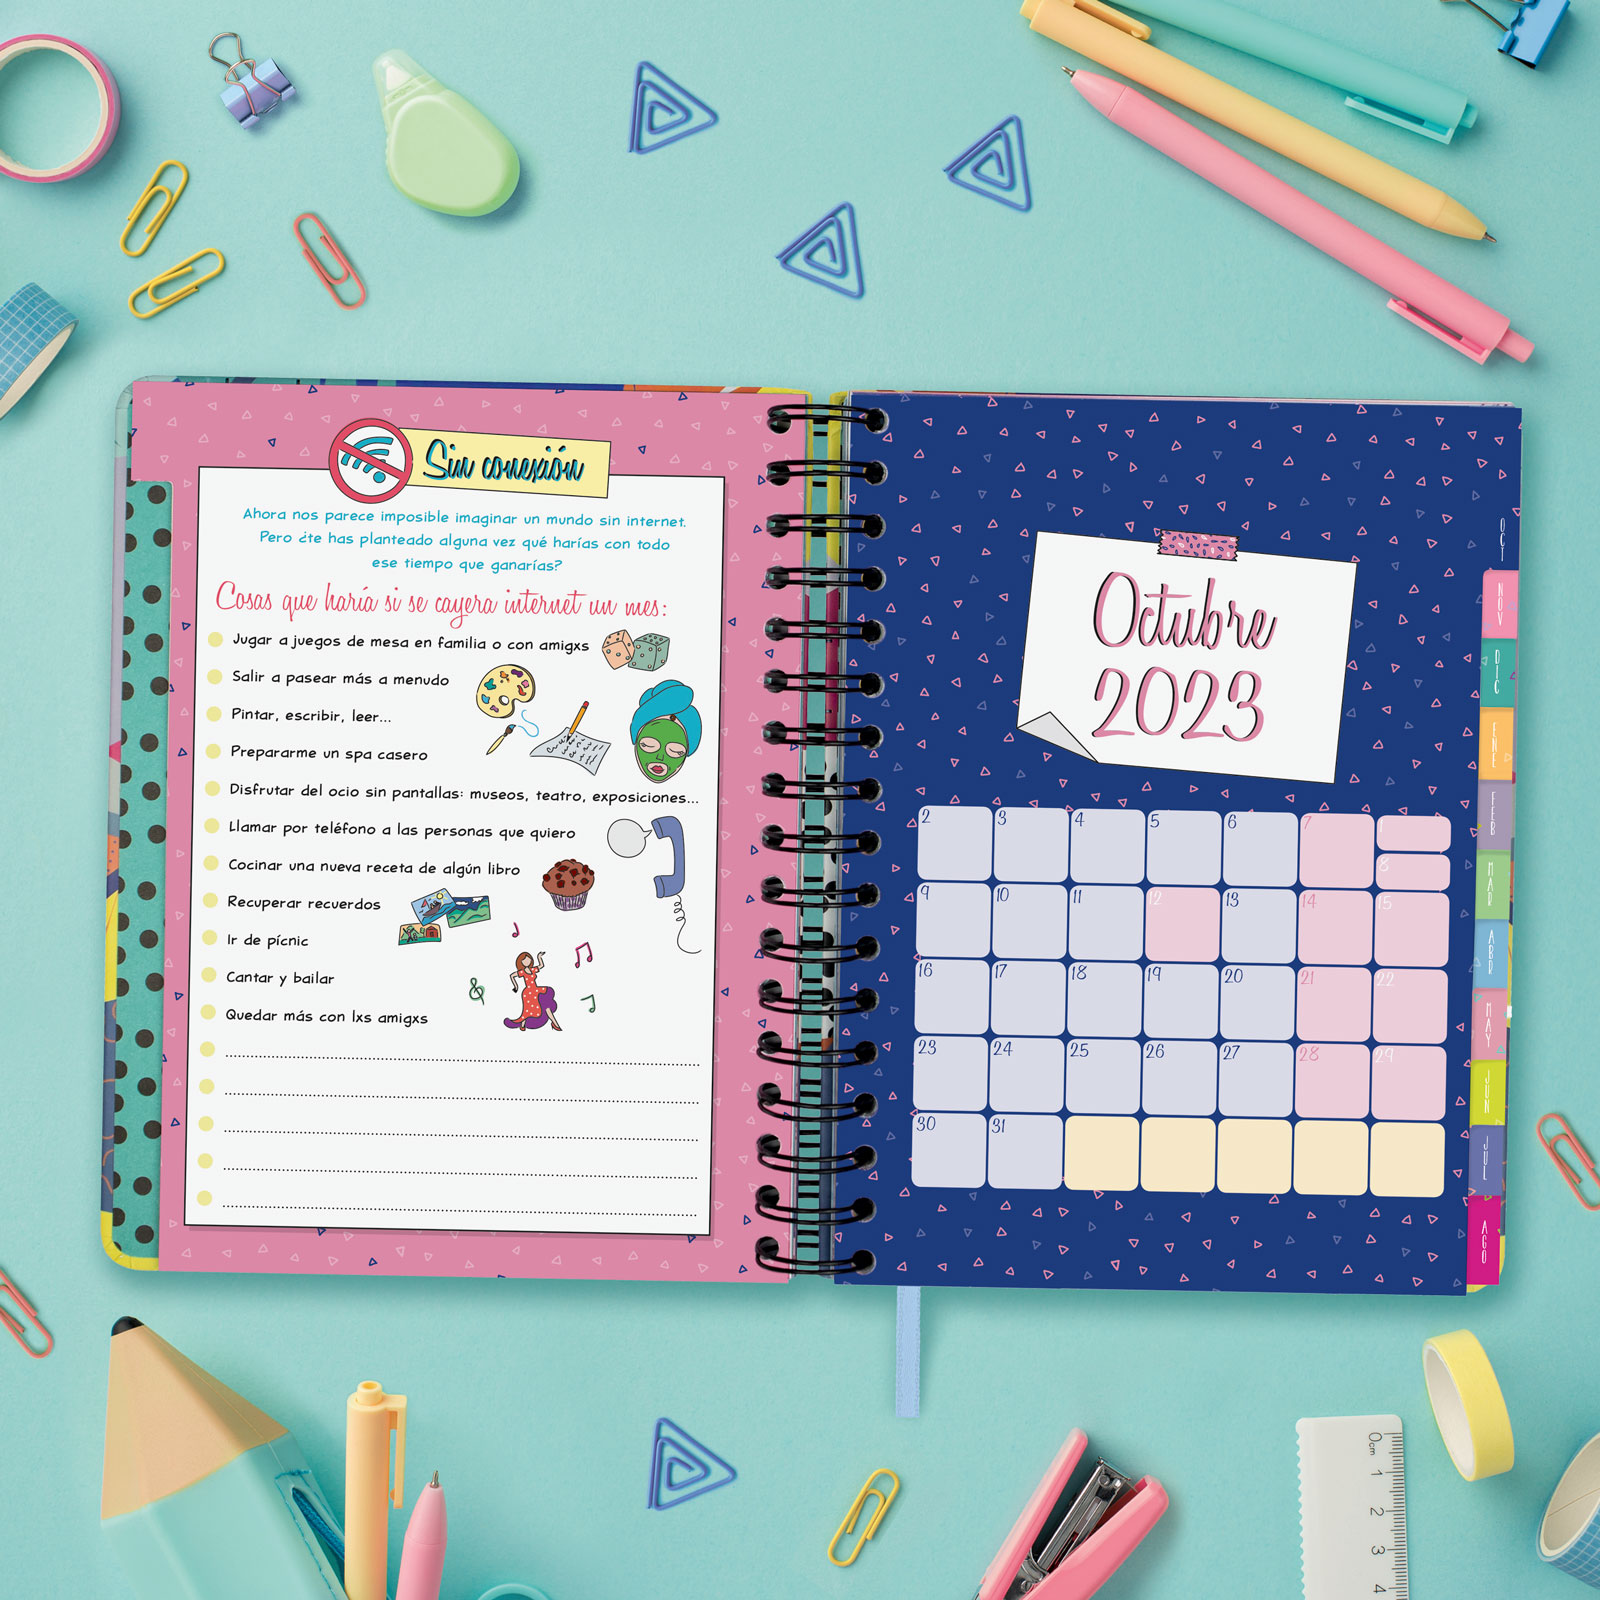 Sin conexión
Ahora nos parece imposible imaginar un mundo sin internet.
Pero ¿te has planteado alguna vez qué harías con todo
ese tiempo que ganarías?
Cosas que haría si se cayera internet un mes:
Jugar a juegos de mesa en familia o con amigxs
Salir a pasear más a menudo
Pintar, escribir, leer...
Prepararme un spa casero
Disfrutar del ocio sin pantallas: museos, teatro, exposiciones...
Llamar por teléfono a las personas que quiero
Cocinar una nueva receta de algún libro
Recuperar recuerdos
Ir de pícnic
Cantar y bailar
Quedar más con lxs amigxs
Octubre
2023
2 3 4 5 6 7 1
8
9 10 11 12 13 14 15
16 17 18 19 20 21 22
23 24 25 26 27 28 29
30 31
OCT
NOV
DIC
ENE
FEB
MAR
ABR
MAY
JUN
JUL
AGO
0cm 1 2 3 4